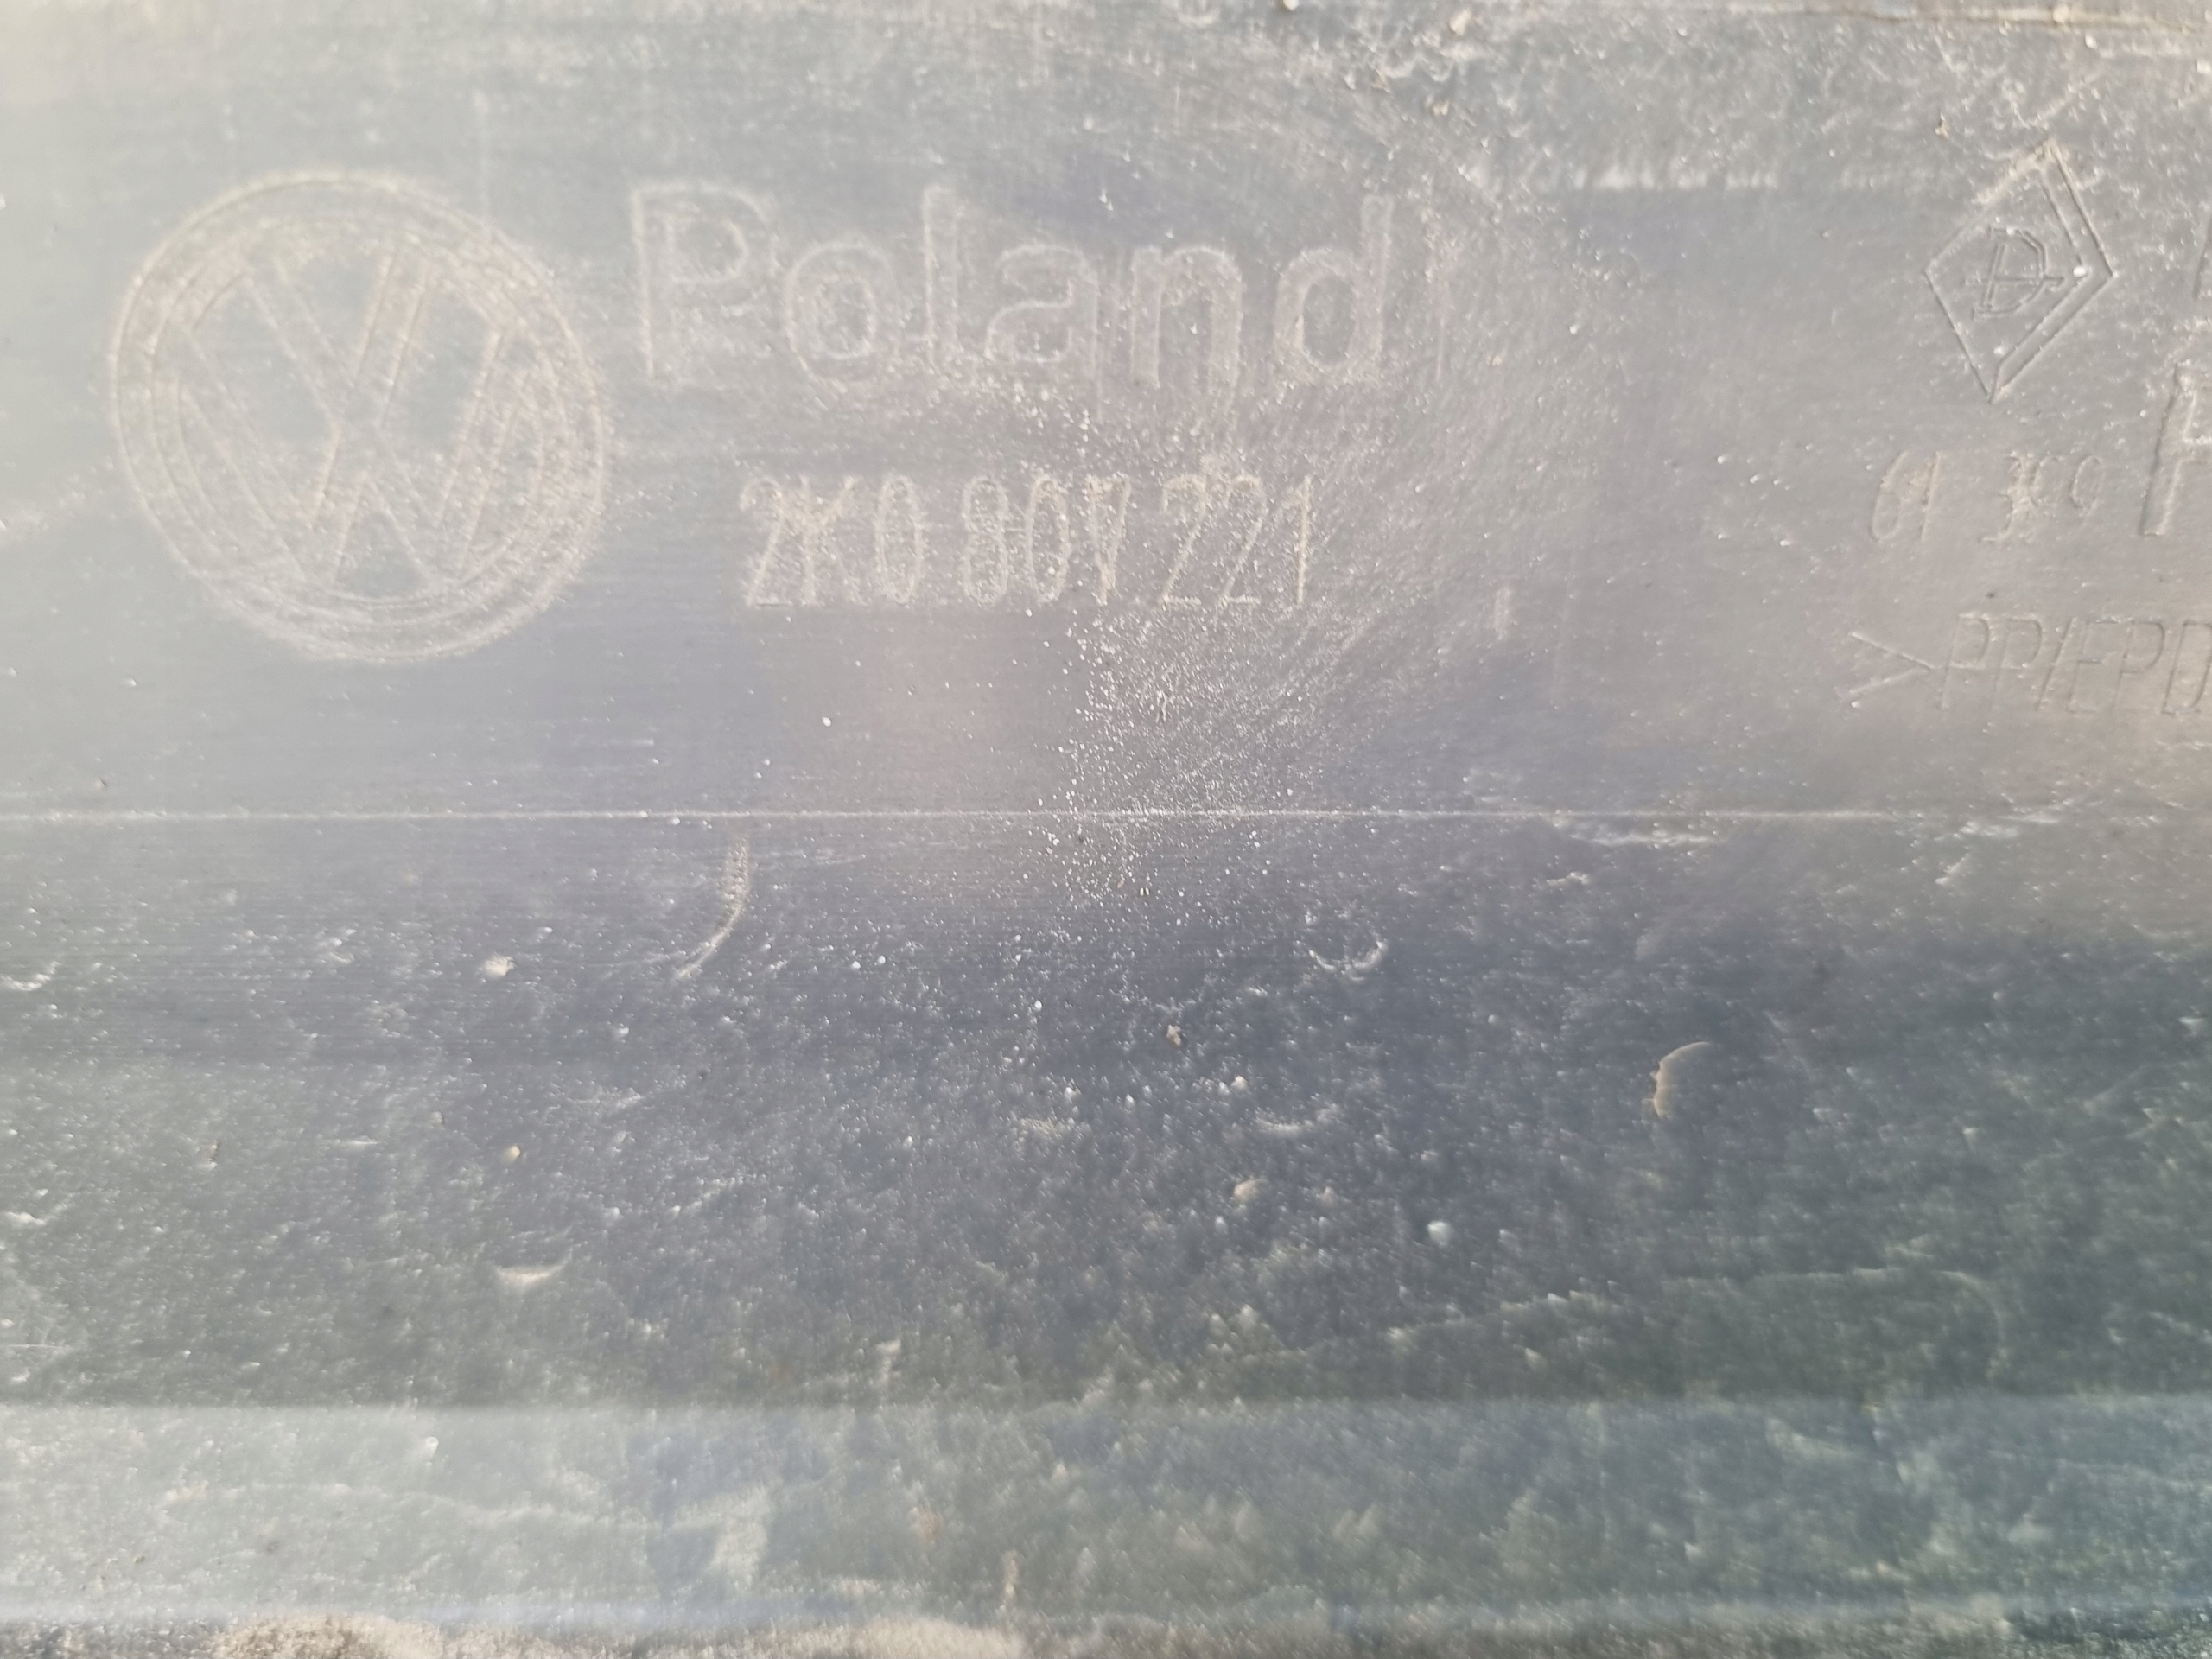 Poland
2K0 807 221
>PP/EPD